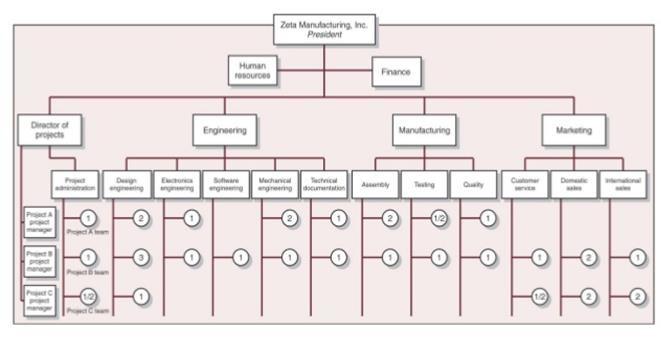 Zeta Manufacturing, Inc.
President
Human
resources
Finance
Director of
projects
Engineering
Manufacturing
Marketing
Project
administration
Design
engineering
Electronics
engineering
Software
engineering
Mechanical
engineering
Technical
documentation
Assembly
Testing
Quality
Customer
service
Domestic
sales
International
sales
Project A
project
manager
1
2
1
2
1
2
1/2
1
Project A team
Project B
project
manager
1
3
1
1
1
1
1
1
1
1
2
1
Project B team
Project C
project
manager
1/2
1
1/2
2
2
Project C team